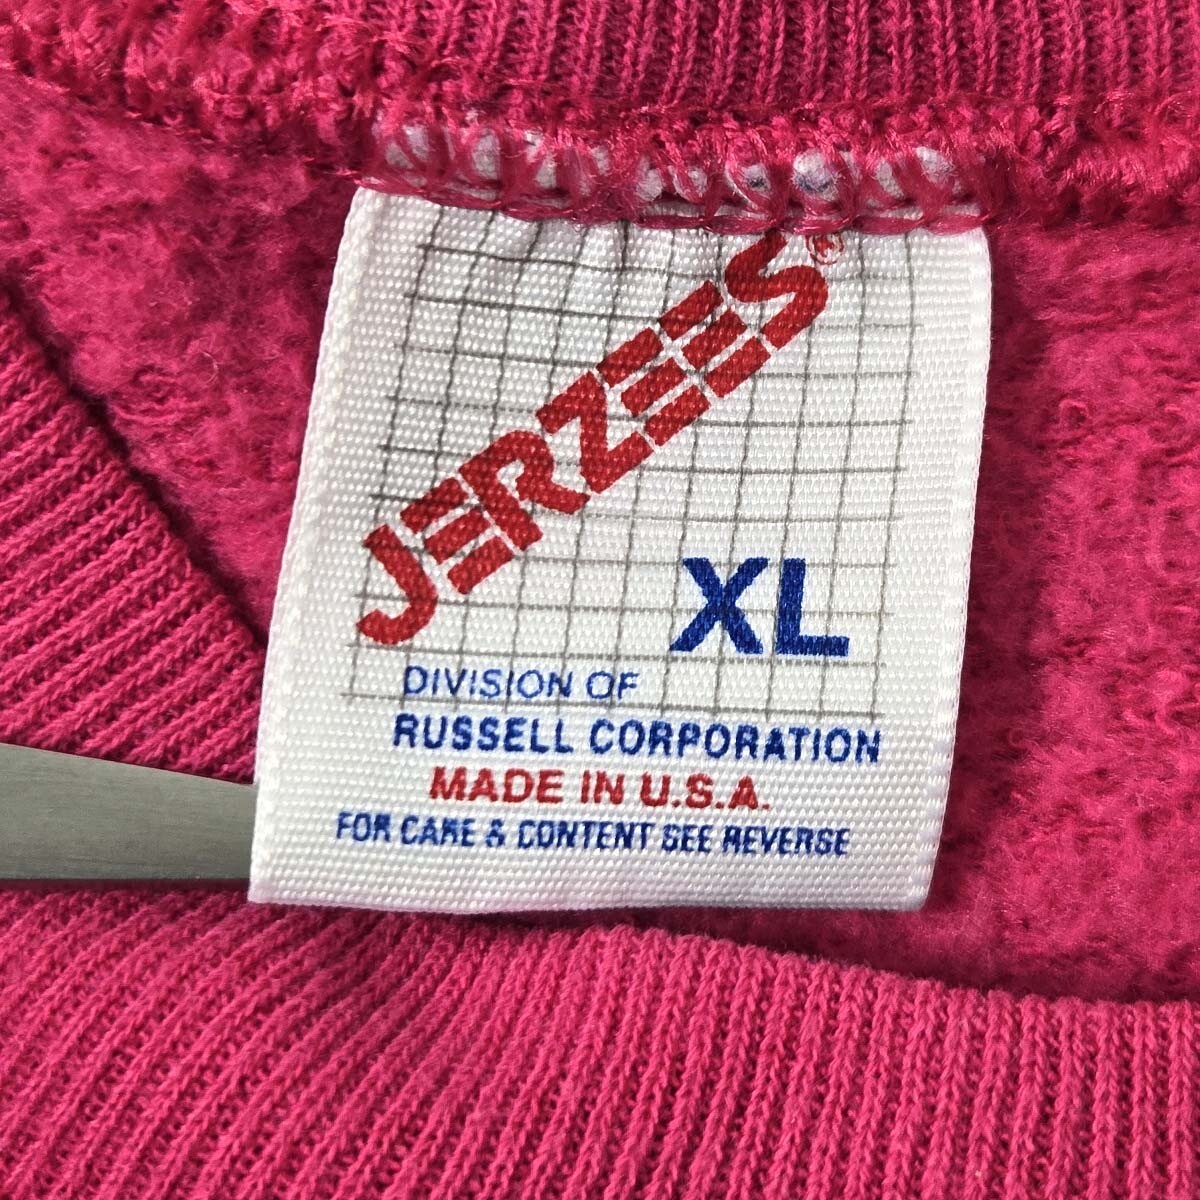 JERZEES®
XL
DIVISION OF
RUSSELL CORPORATION
MADE IN U.S.A.
FOR CARE & CONTENT SEE REVERSE